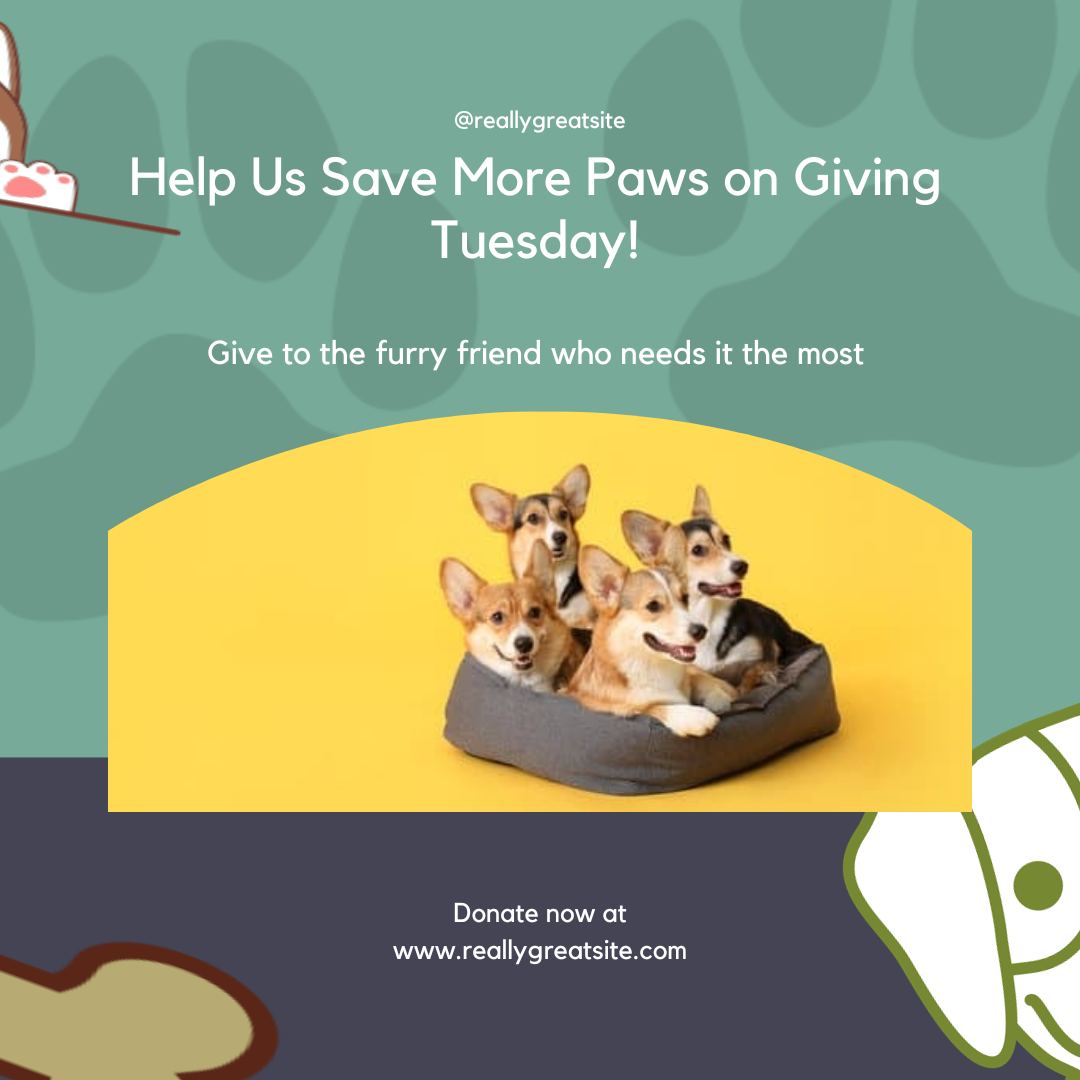 @reallygreatsite
Help Us Save More Paws on Giving
Tuesday!
Give to the furry friend who needs it the most
Donate now at
www.reallygreatsite.com